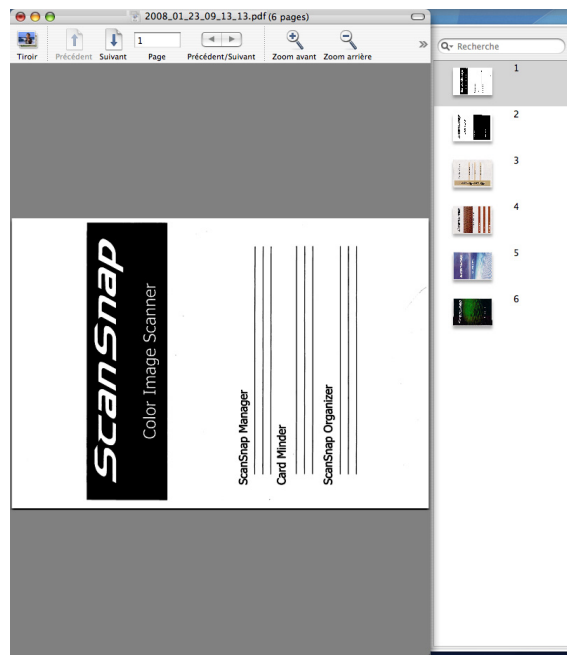 2008_01_23_09_13_13.pdf (6 pages)
Tiroir
Précédent
Suivant
1
Page
Précédent/Suivant
Zoom avant
Zoom arrière
»
Recherche
1
2
3
4
5
6
ScanSnap
Color Image Scanner
ScanSnap Manager
Card Minder
ScanSnap Organizer